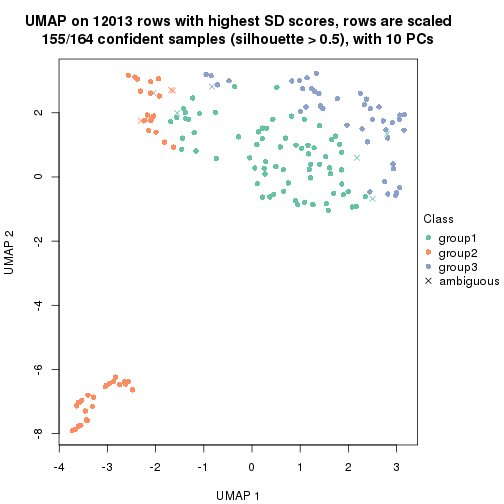 UMAP on 12013 rows with highest SD scores, rows are scaled
155/164 confident samples (silhouette > 0.5), with 10 PCs
2
0
-2
-4
-6
-8
UMAP 2
-4
-3
-2
-1
0
1
2
3
UMAP 1
Class
group1
group2
group3
ambiguous